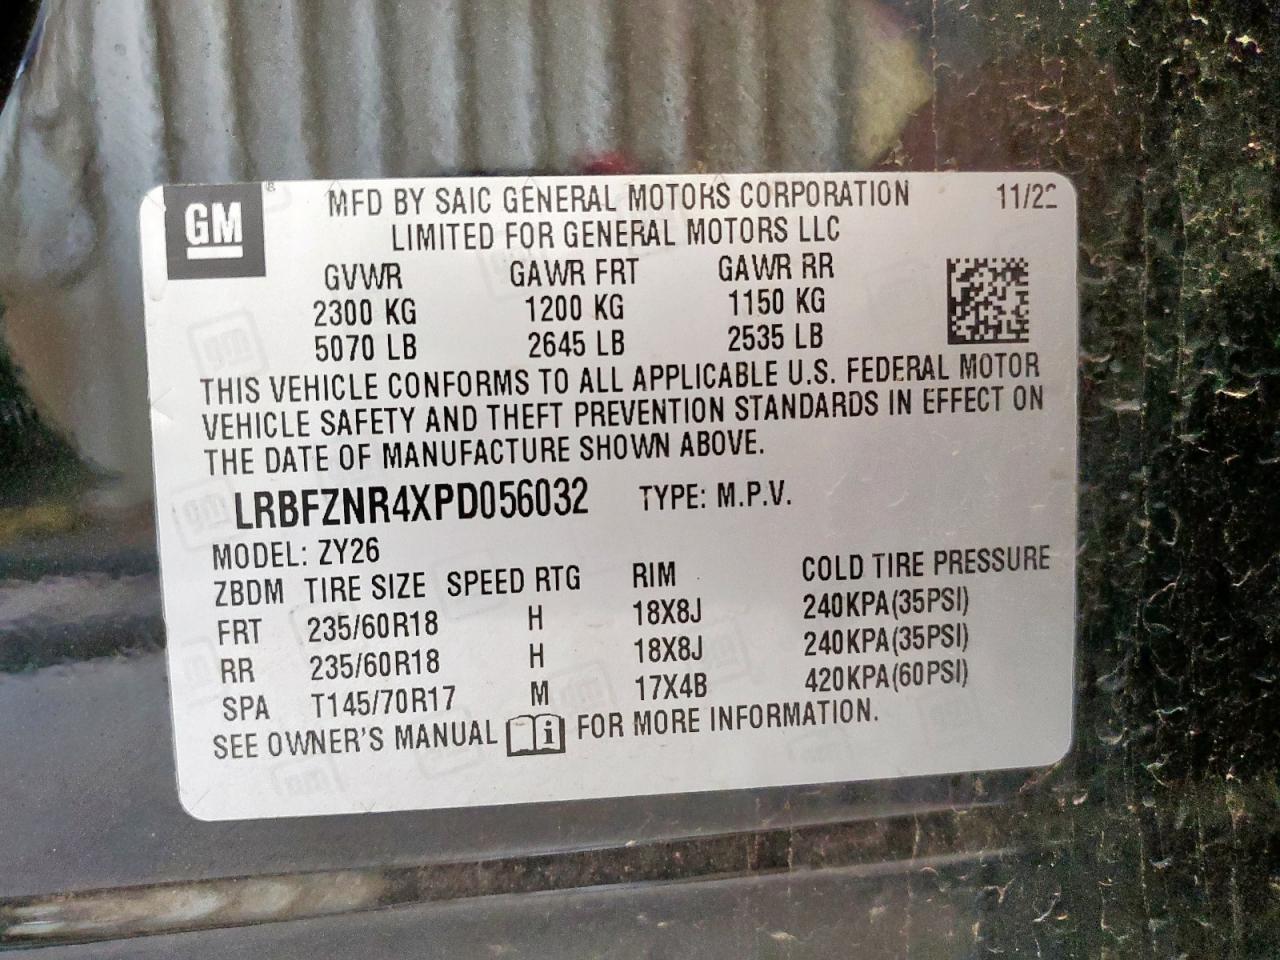 GM ® MFD BY SAIC GENERAL MOTORS CORPORATION 11/22
LIMITED FOR GENERAL MOTORS LLC
GVWR GAWR FRT GAWR RR
2300 KG 1200 KG 1150 KG
5070 LB 2645 LB 2535 LB
THIS VEHICLE CONFORMS TO ALL APPLICABLE U.S. FEDERAL MOTOR
VEHICLE SAFETY AND THEFT PREVENTION STANDARDS IN EFFECT ON
THE DATE OF MANUFACTURE SHOWN ABOVE.
LRBFZNR4XPD056032 TYPE: M.P.V.
MODEL: ZY26
ZBDM TIRE SIZE SPEED RTG RIM COLD TIRE PRESSURE
FRT 235/60R18 H 18X8J 240KPA(35PSI)
RR 235/60R18 H 18X8J 240KPA(35PSI)
SPA T145/70R17 M 17X4B 420KPA(60PSI)
SEE OWNER'S MANUAL i FOR MORE INFORMATION.